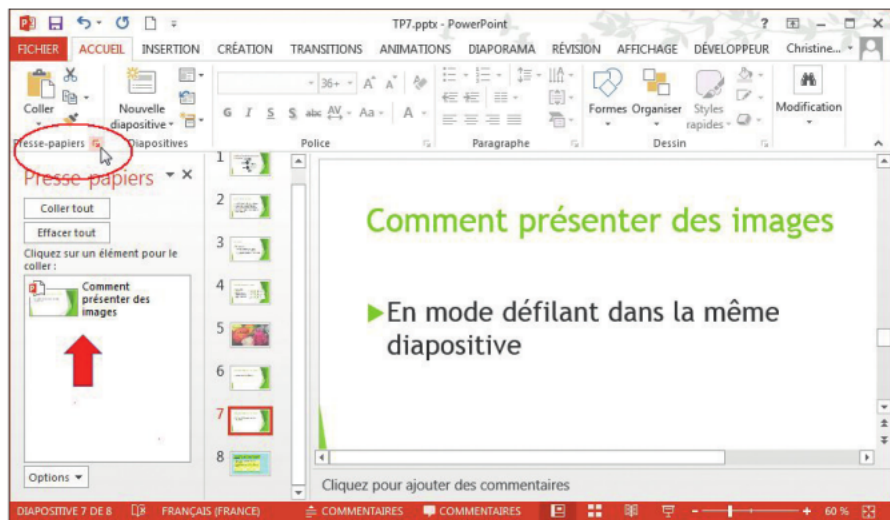 TP7.pptx - PowerPoint
FICHIER ACCUEIL INSERTION CRÉATION TRANSITIONS ANIMATIONS DIAPORAMA RÉVISION AFFICHAGE DÉVELOPPEUR Christine...
Coller
Nouvelle
diapositive
36+
A A
G I S S abc AV Aa A
Formes Organiser Styles
rapides
Modification
Presse-papiers Diapositives Police Paragraphe Dessin
Presse-papiers
Coller tout
Effacer tout
Cliquez sur un élément pour le
coller :
Comment
présenter des
images
Options
1
2
3
4
5
6
7
8
Comment présenter des images
En mode défilant dans la même
diapositive
Cliquez pour ajouter des commentaires
DIAPOSITIVE 7 DE 8 FRANÇAIS (FRANCE) COMMENTAIRES COMMENTAIRES 60 %